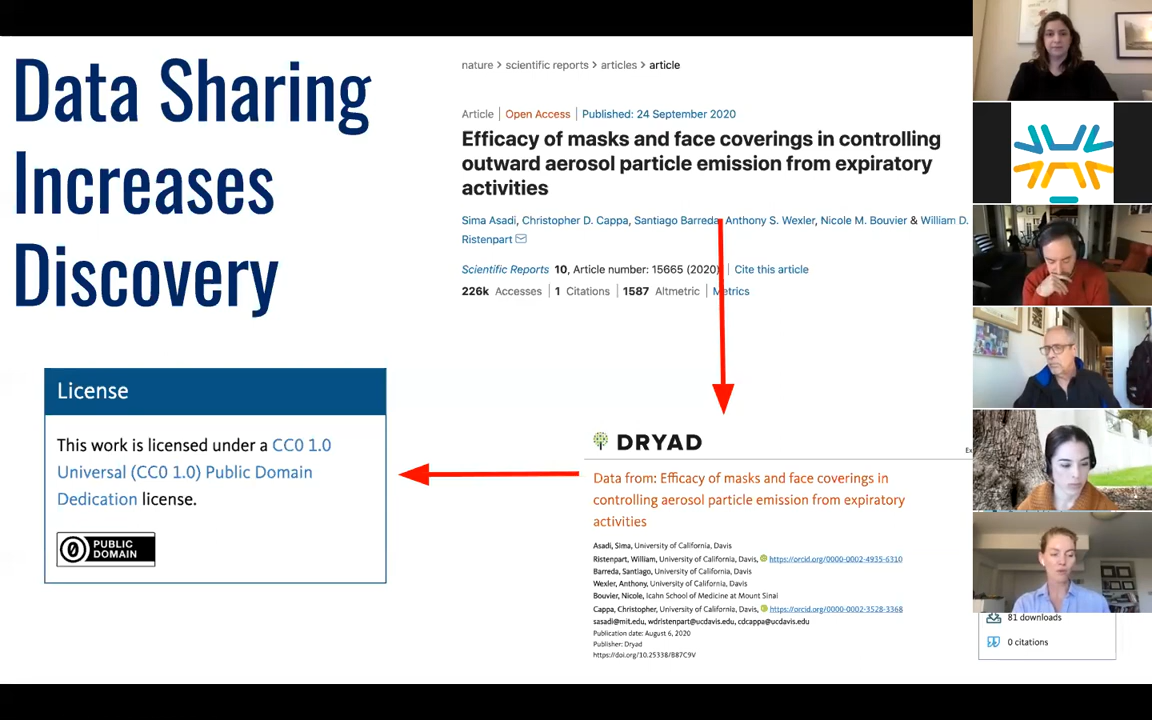 Data Sharing
Increases
Discovery
nature > scientific reports > articles > article
Article | Open Access | Published: 24 September 2020
Efficacy of masks and face coverings in controlling
outward aerosol particle emission from expiratory
activities
Sima Asadi, Christopher D. Cappa, Santiago Barreda, Anthony S. Wexler, Nicole M. Bouvier & William D.
Ristenpart
Scientific Reports 10, Article number: 15665 (2020) | Cite this article
226k Accesses | 1 Citations | 1587 Altmetric | Metrics
License
This work is licensed under a CC0 1.0
Universal (CC0 1.0) Public Domain
Dedication license.
0 PUBLIC
DOMAIN
DRYAD
Ex
Data from: Efficacy of masks and face coverings in
controlling aerosol particle emission from expiratory
activities
Asadi, Sima, University of California, Davis
Ristenpart, William, University of California, Davis, https://orcid.org/0000-0002-4935-6310
Barreda, Santiago, University of California, Davis
Wexler, Anthony, University of California, Davis
Bouvier, Nicole, Icahn School of Medicine at Mount Sinai
Cappa, Christopher, University of California, Davis, https://orcid.org/0000-0002-3528-3368
sasadi@mit.edu, wdristenpart@ucdavis.edu, cdcappa@ucdavis.edu
Publication date: August 6, 2020
Publisher: Dryad
https://doi.org/10.25338/B87C9V
81 downloads
0 citations